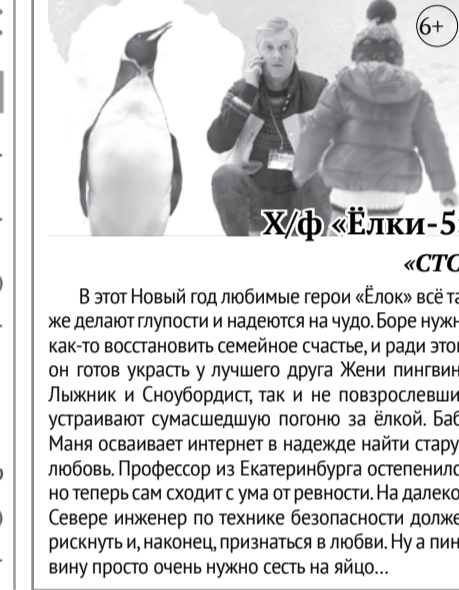 6+
Х/ф «Ёлки-5»
«СТС
В этот Новый год любимые герои «Ёлок» всё та
же делают глупости и надеются на чудо. Боре нужн
как-то восстановить семейное счастье, и ради этог
он готов украсть у лучшего друга Жени пингвин
Лыжник и Сноубордист, так и не повзрослевши
устраивают сумасшедшую погоню за ёлкой. Баб
Маня осваивает интернет в надежде найти стару
любовь. Профессор из Екатеринбурга остепенилс
но теперь сам сходит с ума от ревности. На далеко
Севере инженер по технике безопасности долже
рискнуть и, наконец, признаться в любви. Ну а пин
вину просто очень нужно сесть на яйцо...